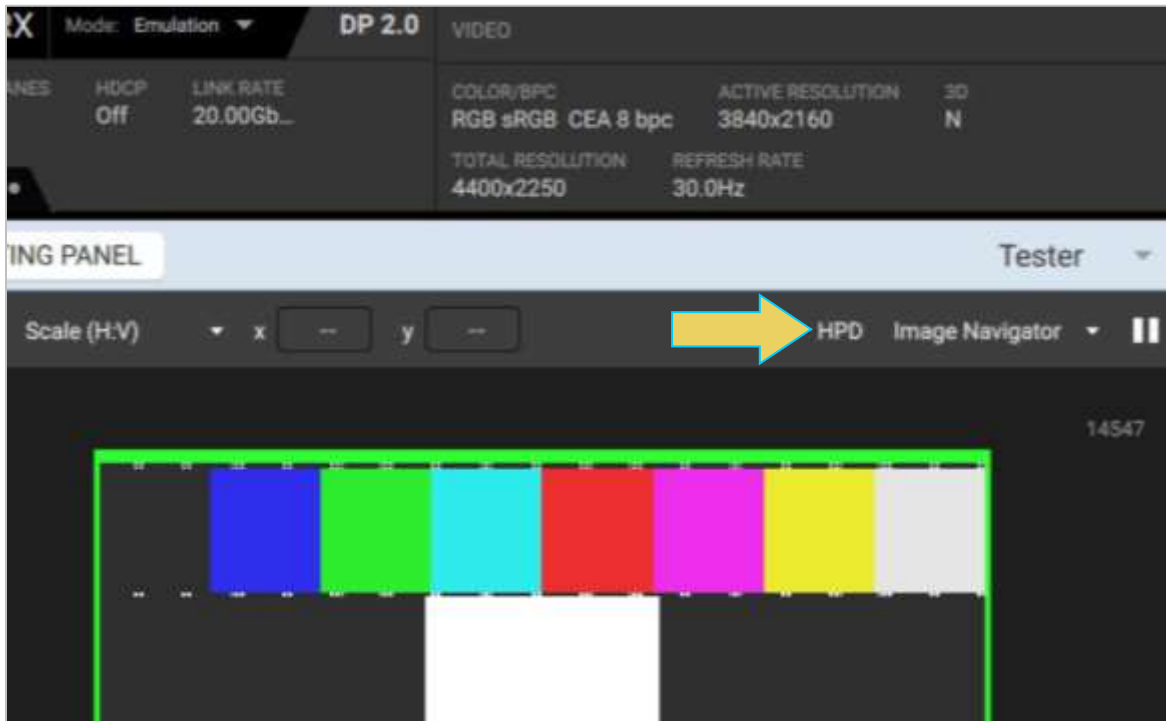 RX Mode: Emulation DP 2.0 VIDEO
ANES HDCP LINK RATE COLOR/BPC ACTIVE RESOLUTION 3D
Off 20.00Gb... RGB sRGB CEA 8 bpc 3840x2160 N
TOTAL RESOLUTION REFRESH RATE
4400x2250 30.0Hz
TING PANEL Tester
Scale (H:V) x -- y -- HPD Image Navigator
14547